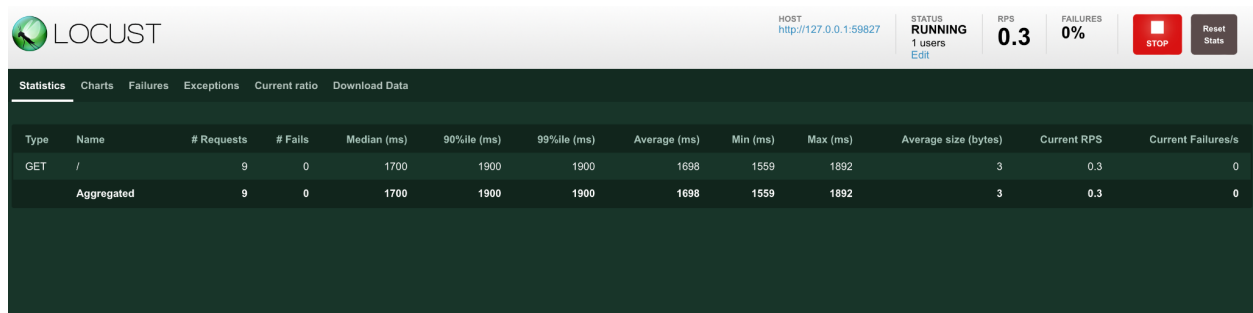 LOCUST
HOST
http://127.0.0.1:59827
STATUS
RUNNING
1 users
Edit
RPS
0.3
FAILURES
0%
STOP
Reset
Stats
Statistics Charts Failures Exceptions Current ratio Download Data
Type Name # Requests # Fails Median (ms) 90%ile (ms) 99%ile (ms) Average (ms) Min (ms) Max (ms) Average size (bytes) Current RPS Current Failures/s
GET / 9 0 1700 1900 1900 1698 1559 1892 3 0.3 0
Aggregated 9 0 1700 1900 1900 1698 1559 1892 3 0.3 0